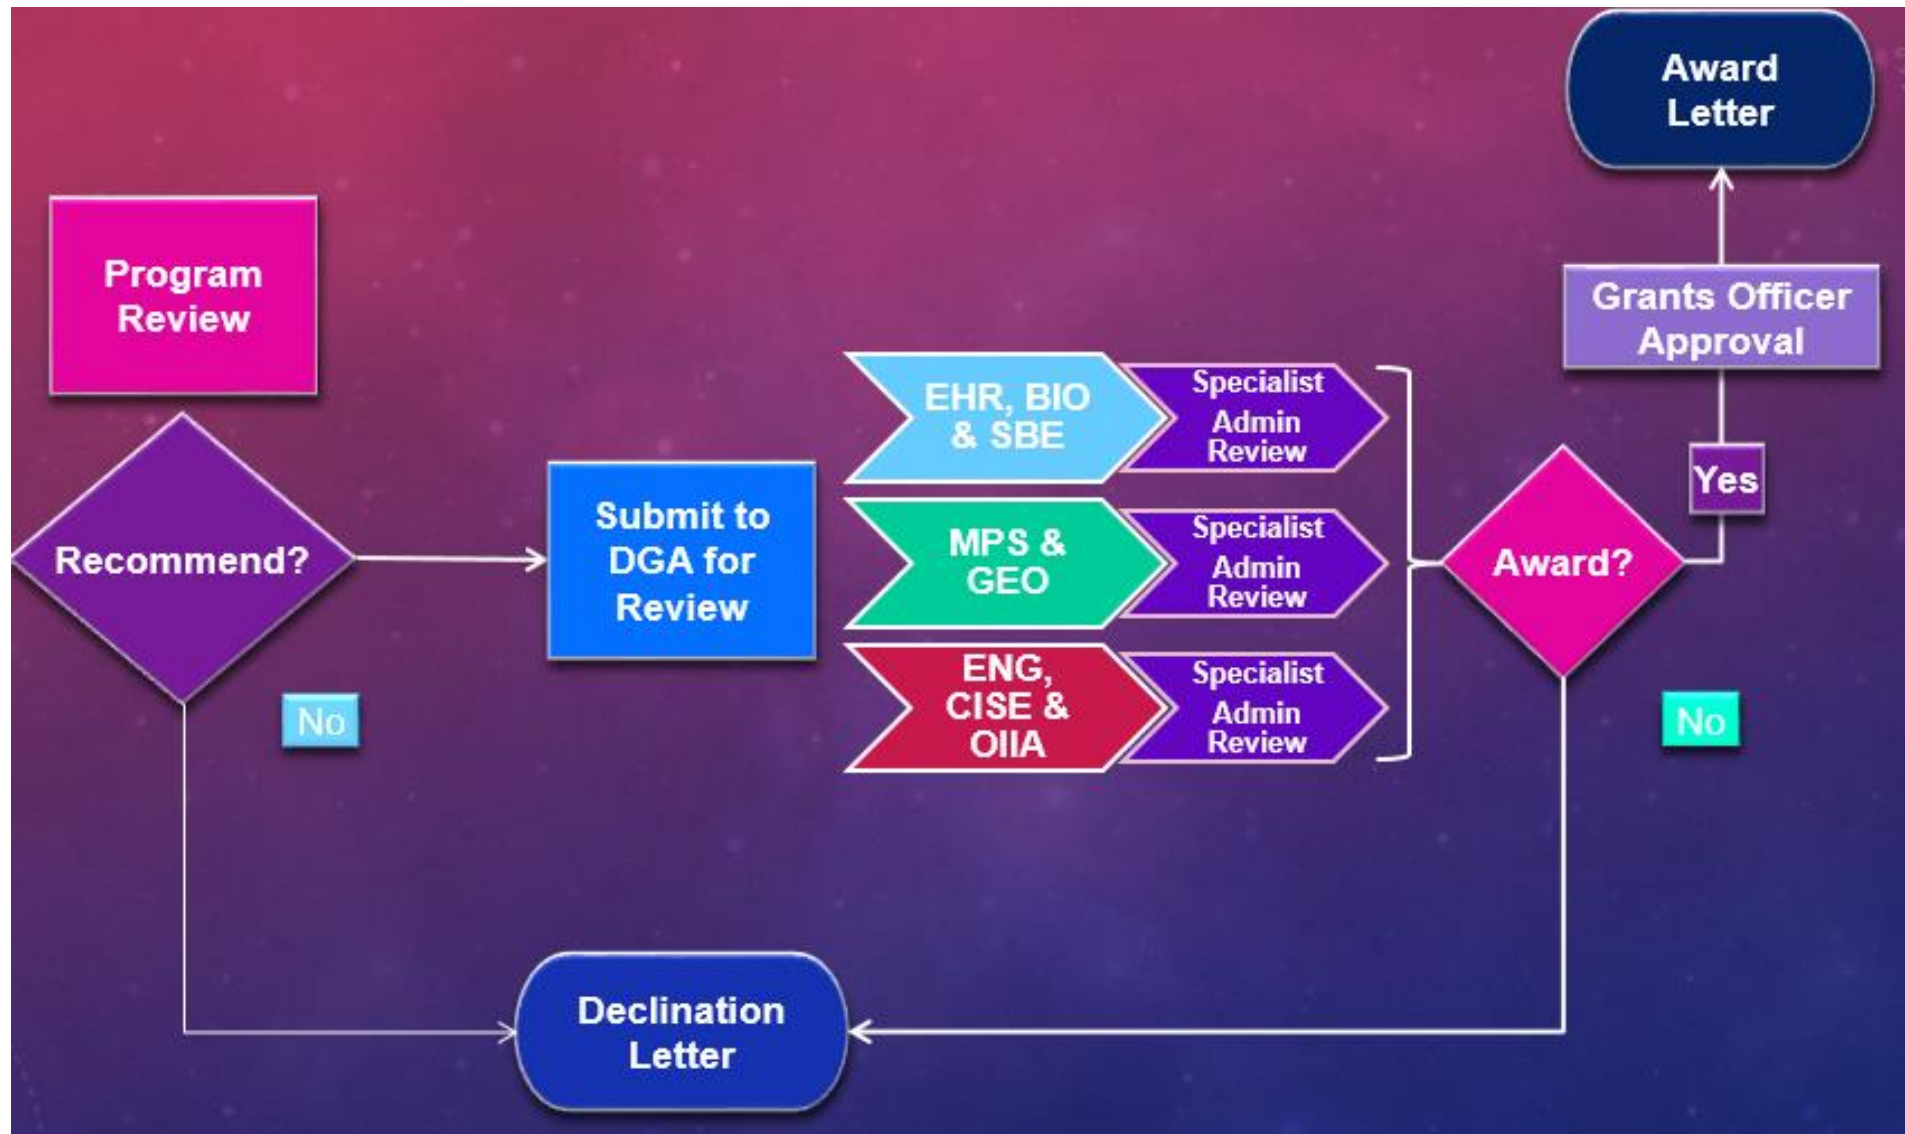 Award
Letter
Program
Review
Grants Officer
Approval
Recommend?
No
Submit to
DGA for
Review
EHR, BIO
& SBE
Specialist
Admin
Review
MPS &
GEO
Specialist
Admin
Review
ENG,
CISE &
OIIA
Specialist
Admin
Review
Award?
Yes
No
Declination
Letter